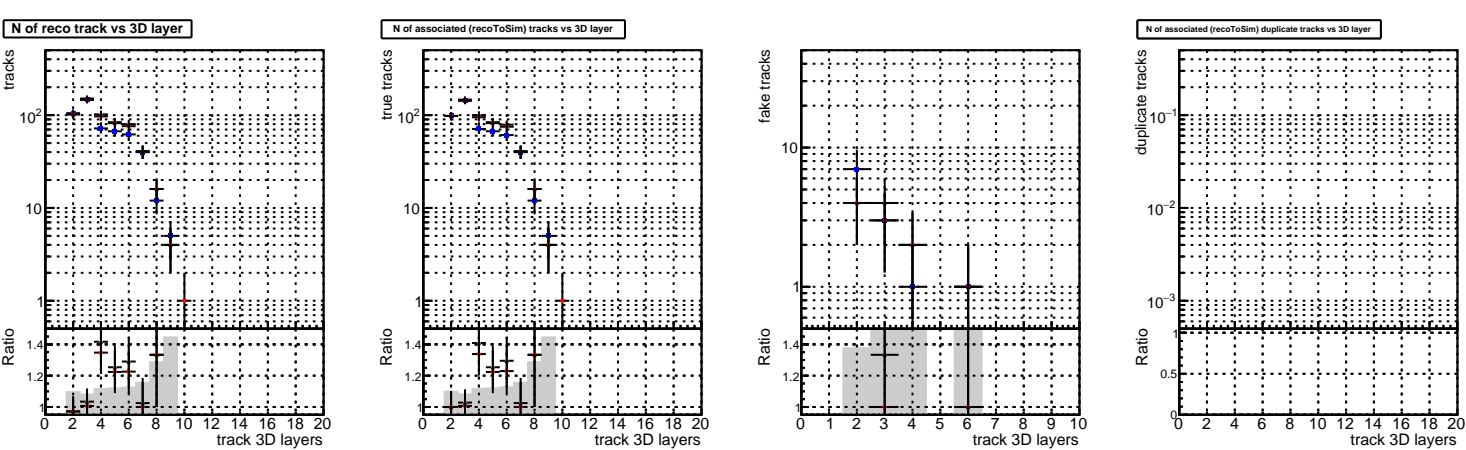 N of reco track vs 3D layer
tracks
10²
10
1
Ratio
1.4
1.2
1
0 2 4 6 8 10 12 14 16 18 20
track 3D layers
N of associated (recoToSim) tracks vs 3D layer
true tracks
10²
10
1
Ratio
1.4
1.2
1
0 2 4 6 8 10 12 14 16 18 20
track 3D layers
fake tracks
10
1
Ratio
1.4
1.2
1
0 1 2 3 4 5 6 7 8 9 10
track 3D layers
N of associated (recoToSim) duplicate tracks vs 3D layer
duplicate tracks
10⁻¹
10⁻²
10⁻³
Ratio
1
0.5
0
0 2 4 6 8 10 12 14 16 18 20
track 3D layers